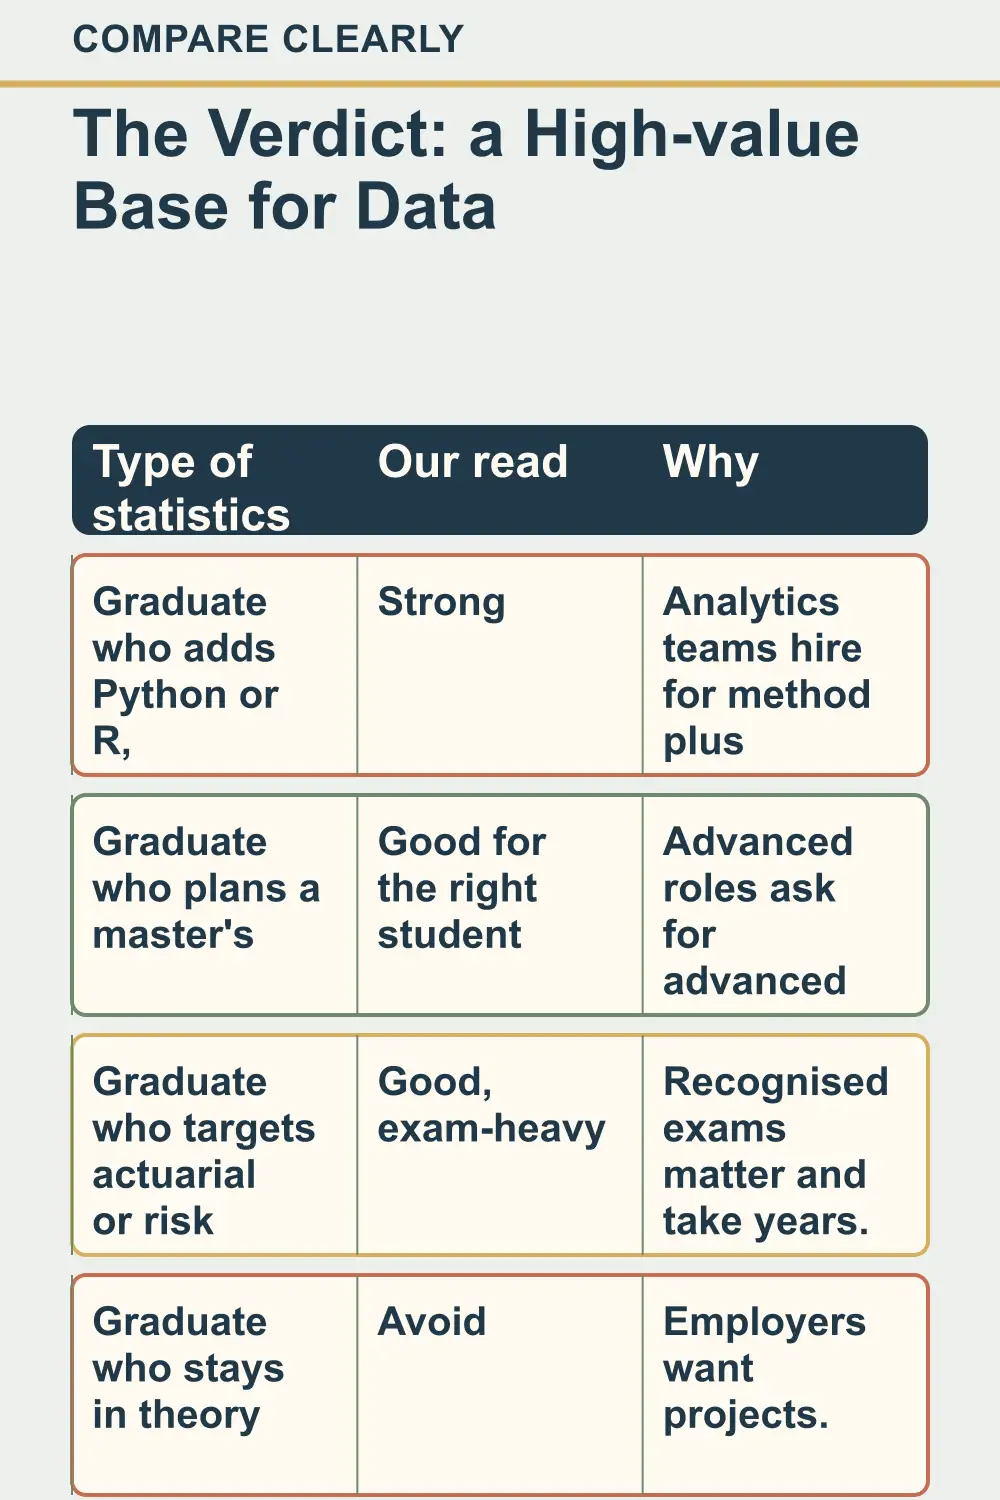 COMPARE CLEARLY
The Verdict: a High-value
Base for Data
Type of
statistics
Our read
Why
Graduate
who adds
Python or
R,
Strong
Analytics
teams hire
for method
plus
Graduate
who plans a
master's
Good for
the right
student
Advanced
roles ask
for
advanced
Graduate
who targets
actuarial
or risk
Good,
exam-heavy
Recognised
exams
matter and
take years.
Graduate
who stays
in theory
Avoid
Employers
want
projects.